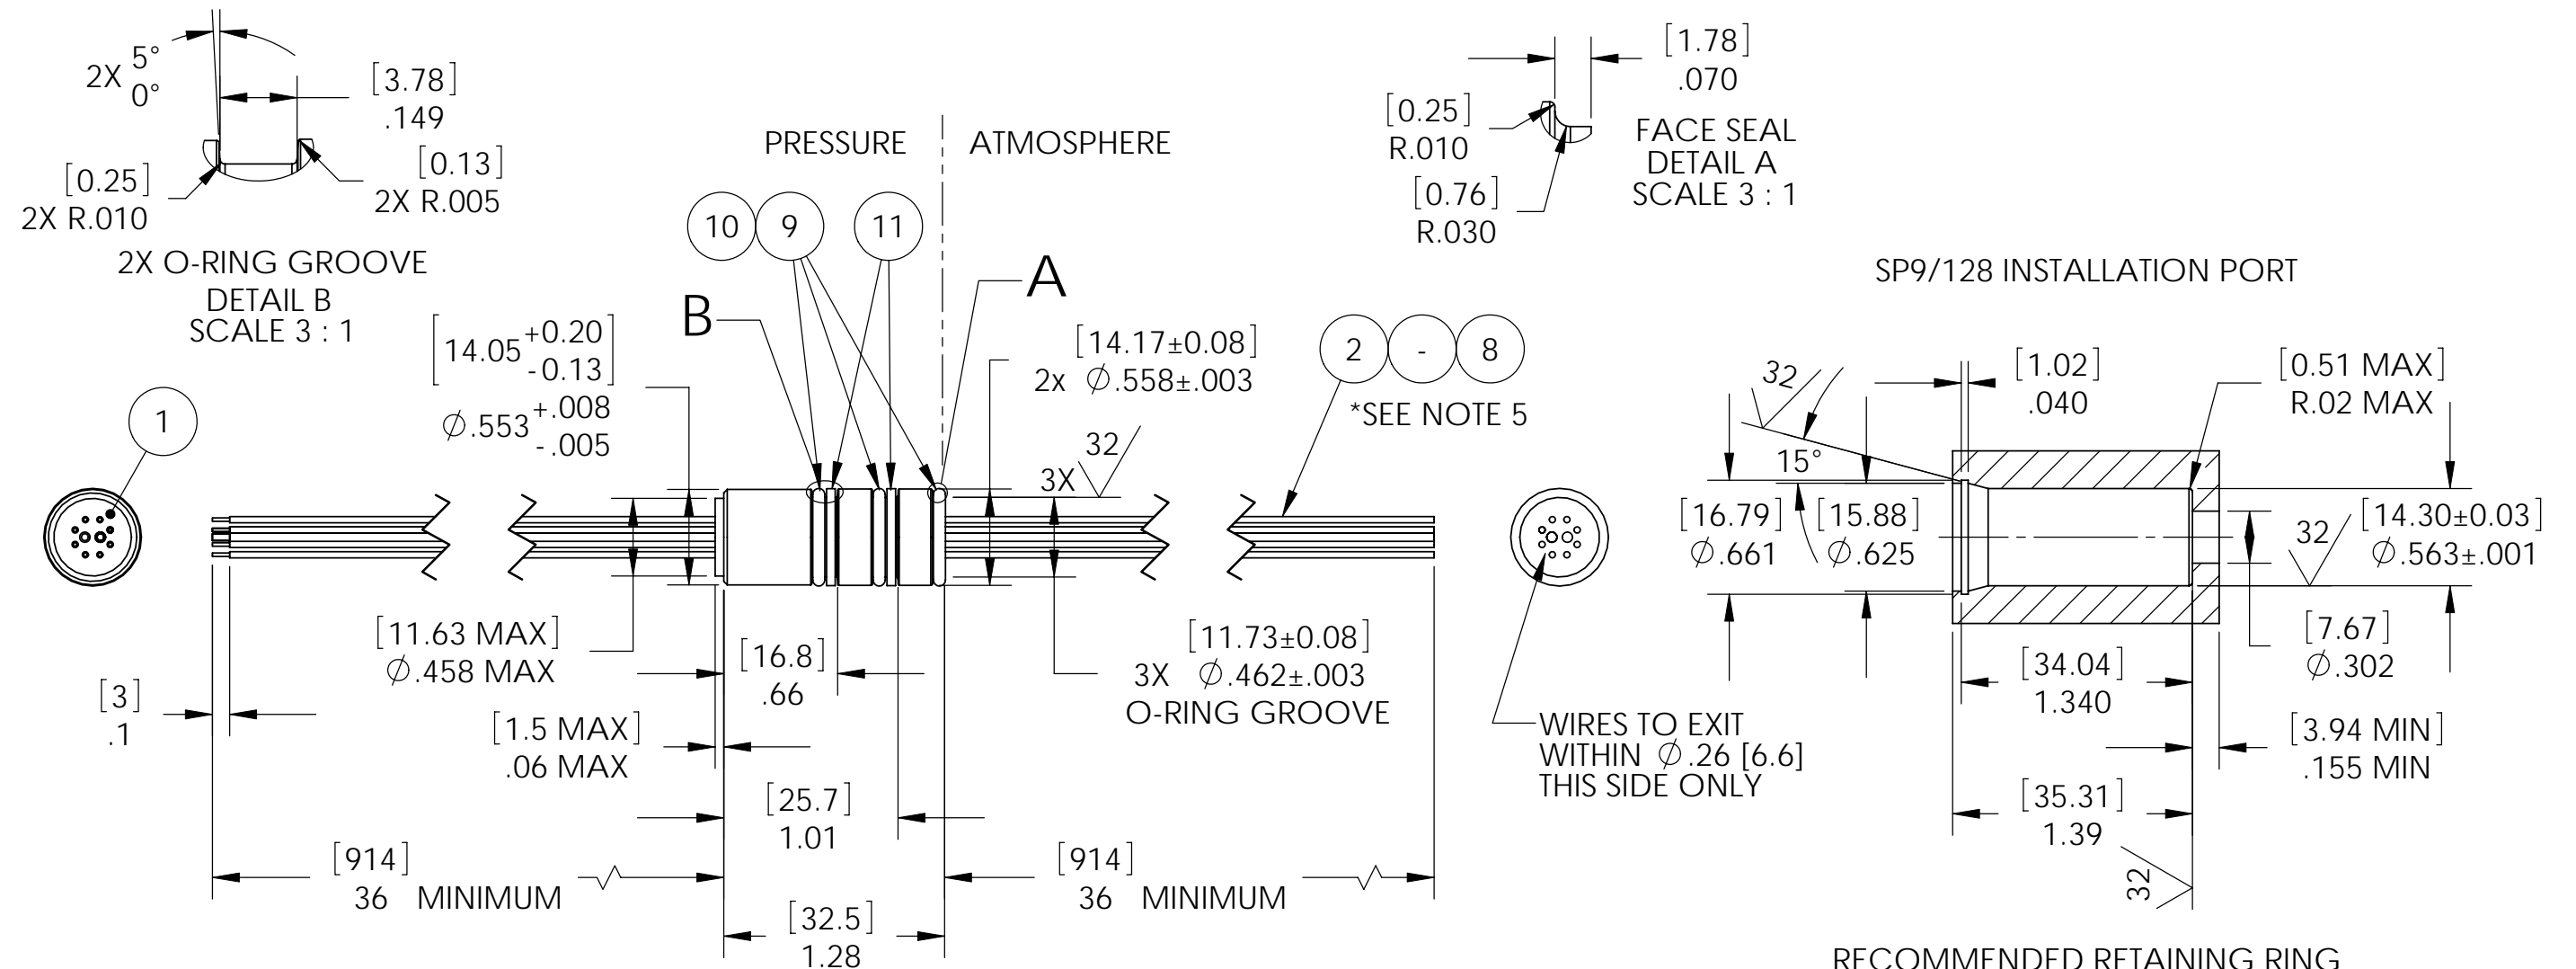 2X 5°
0°
[3.78]
.149
[0.25]
2X R.010
[0.13]
2X R.005
2X O-RING GROOVE
DETAIL B
SCALE 3 : 1
PRESSURE
ATMOSPHERE
[1.78]
.070
[0.25]
R.010
[0.76]
R.030
FACE SEAL
DETAIL A
SCALE 3 : 1
10
9
11
B
A
1
[14.05 +0.20 -0.13]
∅.553 +.008 -.005
[14.17±0.08]
2x ∅.558±.003
2
-
8
*SEE NOTE 5
3X
32
[11.63 MAX]
∅.458 MAX
[16.8]
.66
[11.73±0.08]
3X ∅.462±.003
O-RING GROOVE
[3]
.1
[1.5 MAX]
.06 MAX
[25.7]
1.01
[914]
36 MINIMUM
[914]
36 MINIMUM
[32.5]
1.28
WIRES TO EXIT
WITHIN ∅.26 [6.6]
THIS SIDE ONLY
SP9/128 INSTALLATION PORT
32
15°
[1.02]
.040
[0.51 MAX]
R.02 MAX
[16.79]
∅.661
[15.88]
∅.625
32
[14.30±0.03]
∅.563±.001
[7.67]
∅.302
[34.04]
1.340
[3.94 MIN]
.155 MIN
[35.31]
1.39
32
RECOMMENDED RETAINING RING